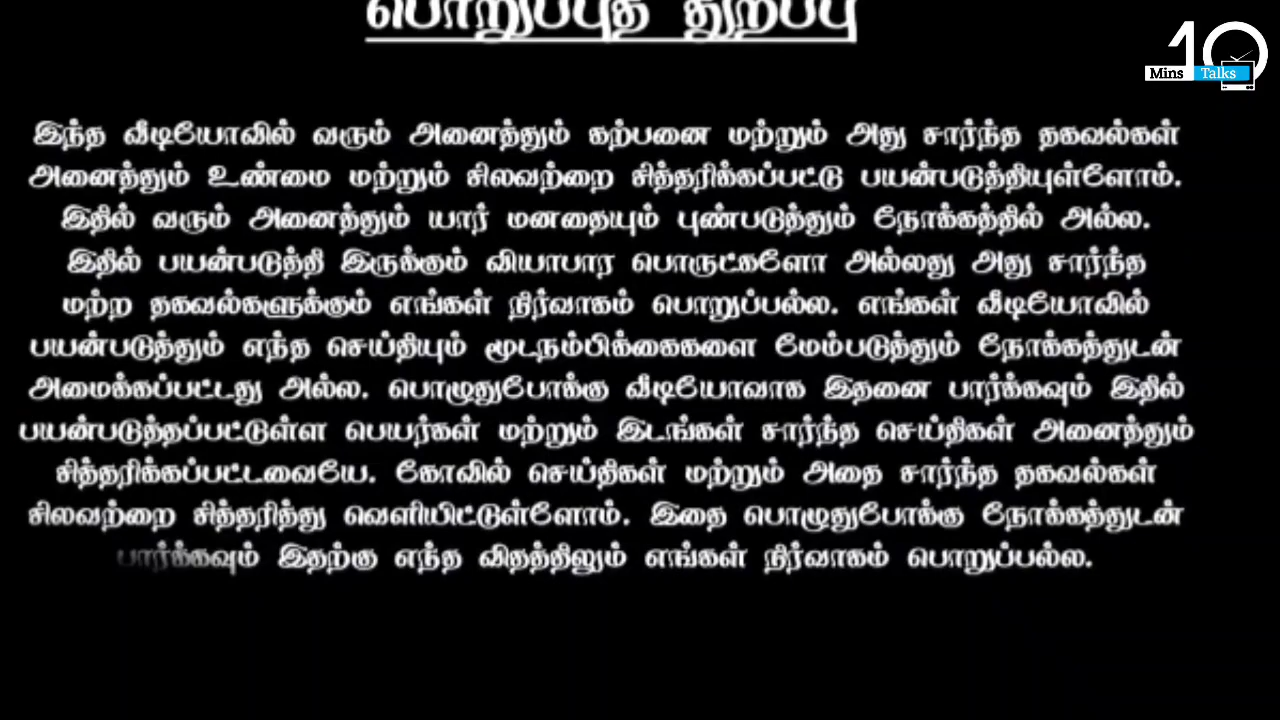 பொறுப்புத் துறப்பு
10
Mins Talks
இந்த வீடியோவில் வரும் அனைத்தும் கற்பனை மற்றும் அது சார்ந்த தகவல்கள்
அனைத்தும் உண்மை மற்றும் சிலவற்றை சித்தரிக்கப்பட்டு பயன்படுத்தியுள்ளோம்.
இதில் வரும் அனைத்தும் யார் மனதையும் புண்படுத்தும் நோக்கத்தில் அல்ல.
இதில் பயன்படுத்தி இருக்கும் வியாபார பொருட்களோ அல்லது அது சார்ந்த
மற்ற தகவல்களுக்கும் எங்கள் நிர்வாகம் பொறுப்பல்ல. எங்கள் வீடியோவில்
பயன்படுத்தும் எந்த செய்தியும் மூடநம்பிக்கைகளை மேம்படுத்தும் நோக்கத்துடன்
அமைக்கப்பட்டது அல்ல. பொழுதுபோக்கு வீடியோவாக இதனை பார்க்கவும் இதில்
பயன்படுத்தப்பட்டுள்ள பெயர்கள் மற்றும் இடங்கள் சார்ந்த செய்திகள் அனைத்தும்
சித்தரிக்கப்பட்டவையே. கோவில் செய்திகள் மற்றும் அதை சார்ந்த தகவல்கள்
சிலவற்றை சித்தரித்து வெளியிட்டுள்ளோம். இதை பொழுதுபோக்கு நோக்கத்துடன்
பார்க்கவும் இதற்கு எந்த விதத்திலும் எங்கள் நிர்வாகம் பொறுப்பல்ல.